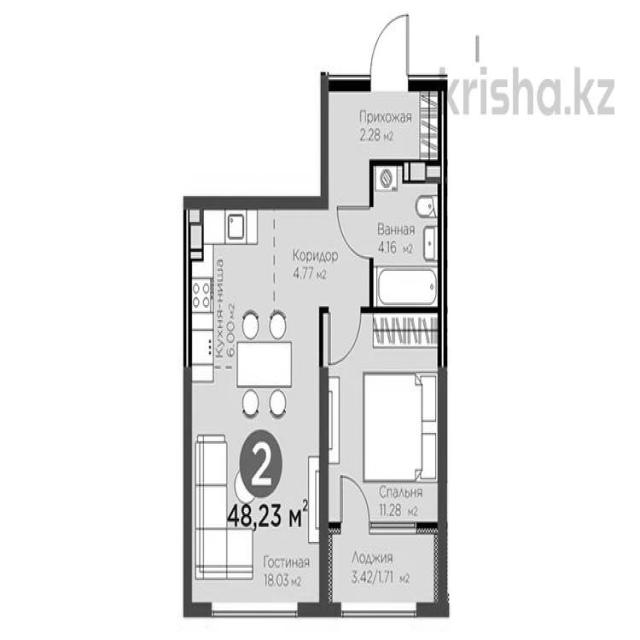 krisha.kz
Прихожая
2.28 м2
Ванная
4.16 м2
Коридор
4.77 м2
Кухня-ниша
6.00 м2
2
48,23 м2
Спальня
11.28 м2
Гостиная
18.03 м2
Лоджия
3.42/1.71 м2